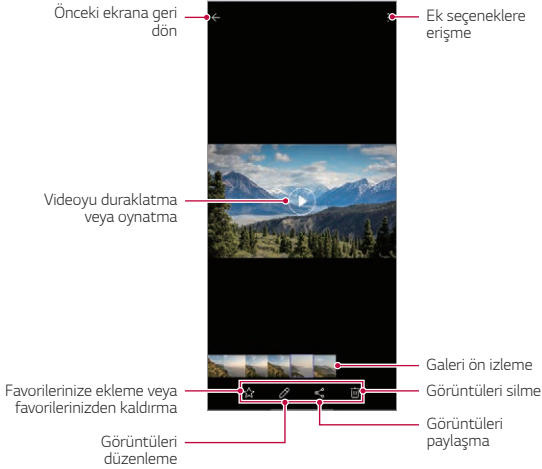 Önceki ekrana geri
dön
Ek seçeneklere
erişme
Videoyu duraklatma
veya oynatma
Galeri ön izleme
Favorilerinize ekleme veya
favorilerinizden kaldırma
Görüntüleri silme
Görüntüleri
düzenleme
Görüntüleri
paylaşma